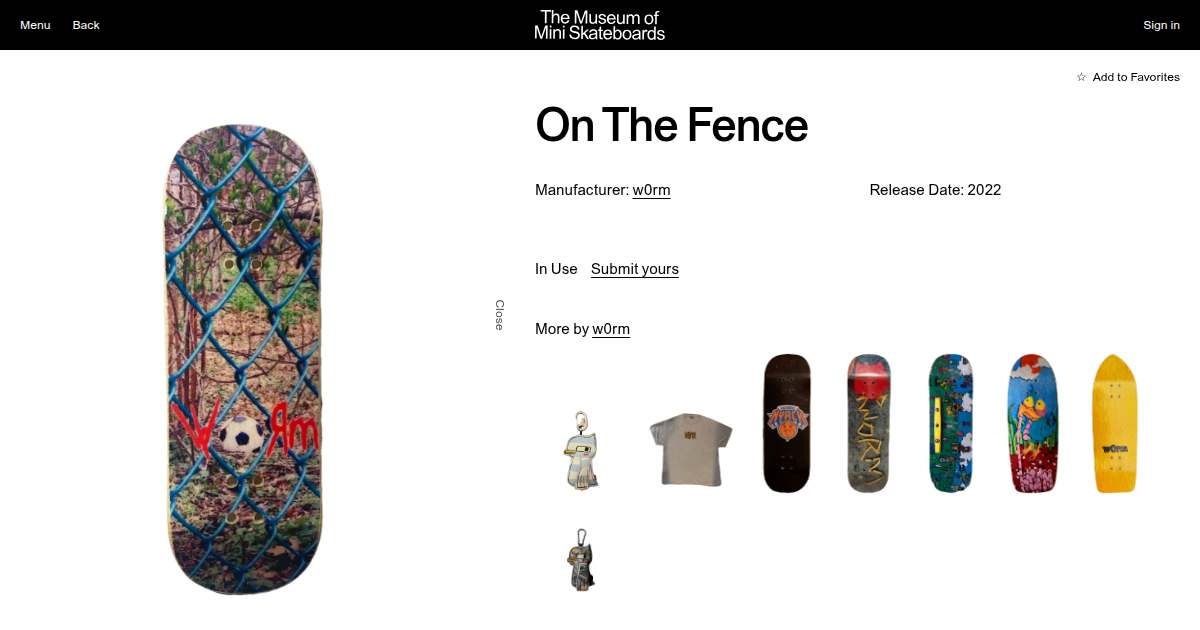 Menu
Back
The Museum of
Mini Skateboards
Sign in
☆ Add to Favorites
On The Fence
Manufacturer: w0rm
Release Date: 2022
In Use
Submit yours
Close
More by w0rm
WORM